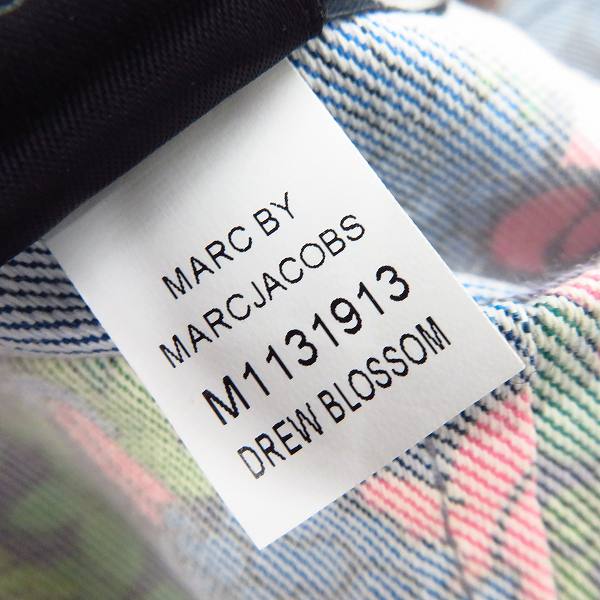 MARC BY
MARCJACOBS
M1131913
DREW BLOSSOM